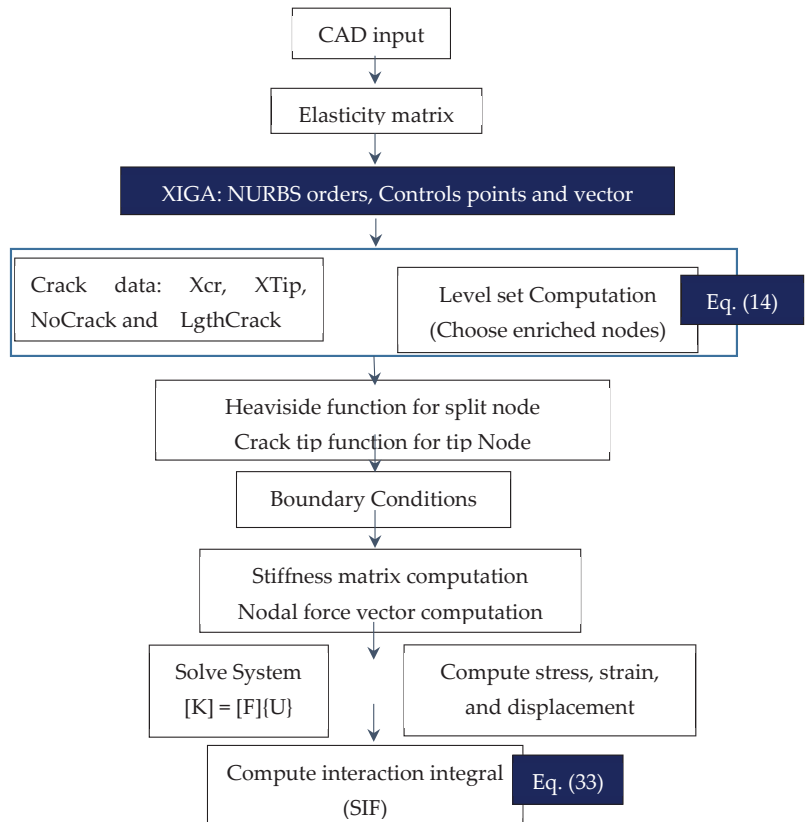 CAD input
Elasticity matrix
XIGA: NURBS orders, Controls points and vector
Crack data: Xcr, XTip,
NoCrack and LgthCrack
Level set Computation
(Choose enriched nodes)
Eq. (14)
Heaviside function for split node
Crack tip function for tip Node
Boundary Conditions
Stiffness matrix computation
Nodal force vector computation
Solve System
[K] = [F]{U}
Compute stress, strain,
and displacement
Compute interaction integral
(SIF)
Eq. (33)